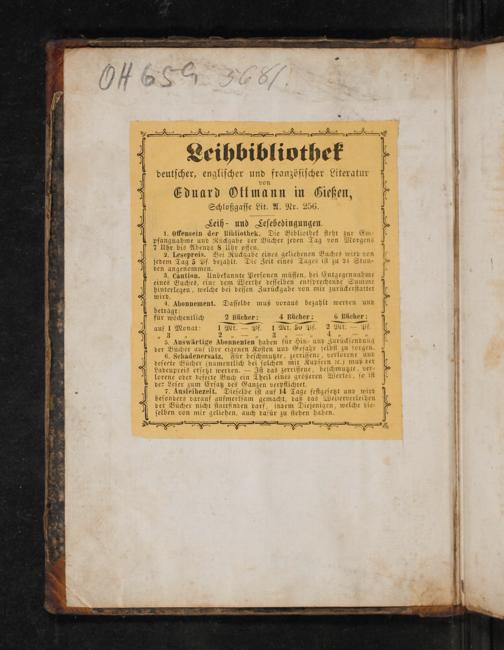 OH 659 5681.
Leihbibliothek
deutscher, englischer und französischer Literatur
von
Eduard Ottmann in Gießen,
Schloßgasse Lit. A. Nr. 256.
Leih- und Lesebedingungen.
1. Offensein der Bibliothek. Die Bibliothek steht zur Em-
pfangnahme und Rückgabe der Bücher jeden Tag von Morgens
7 Uhr bis Abends 8 Uhr offen.
2. Lesepreis. Bei Rückgabe eines geliehenen Buches wird von
jedem Tag 5 Pf. bezahlt. Die Zeit eines Tages ist zu 24 Stun-
den angenommen.
3. Caution. Unbekannte Personen müssen, bei Entgegennahme
eines Buches, eine dem Werthe desselben entsprechende Summe
hinterlegen, welche bei dessen Zurückgabe von mir zurückerstattet
wird.
4. Abonnement. Dasselbe muß voraus bezahlt werden und
beträgt:
für wöchentlich 2 Bücher: 4 Bücher: 6 Bücher:
auf 1 Monat: 1 Mk. — Pf. 1 Mk. 50 Pf. 2 Mk. — Pf.
" 3 " 2 " — " 3 " — " 4 " — "
5. Auswärtige Abonnenten haben für Hin- und Zurücksendung
der Bücher auf ihre eigenen Kosten und Gefahr selbst zu sorgen.
6. Schadenersatz. Für beschmutzte, zerrissene, verlorene und
defecte Bücher (namentlich bei solchen mit Kupfern rc.) muß der
Ladenpreis ersetzt werden. — Ist das zerrissene, beschmutzte, ver-
lorene oder defecte Buch ein Theil eines größeren Werkes, so ist
der Leser zum Ersatz des Ganzen verpflichtet.
7. Ausleihezeit. Dieselbe ist auf 14 Tage festgesetzt und wird
besonders darauf aufmerksam gemacht, daß das Weiterverleihen
der Bücher nicht stattfinden darf, indem Diejenigen, welche die-
selben von mir geliehen, auch dafür zu stehen haben.